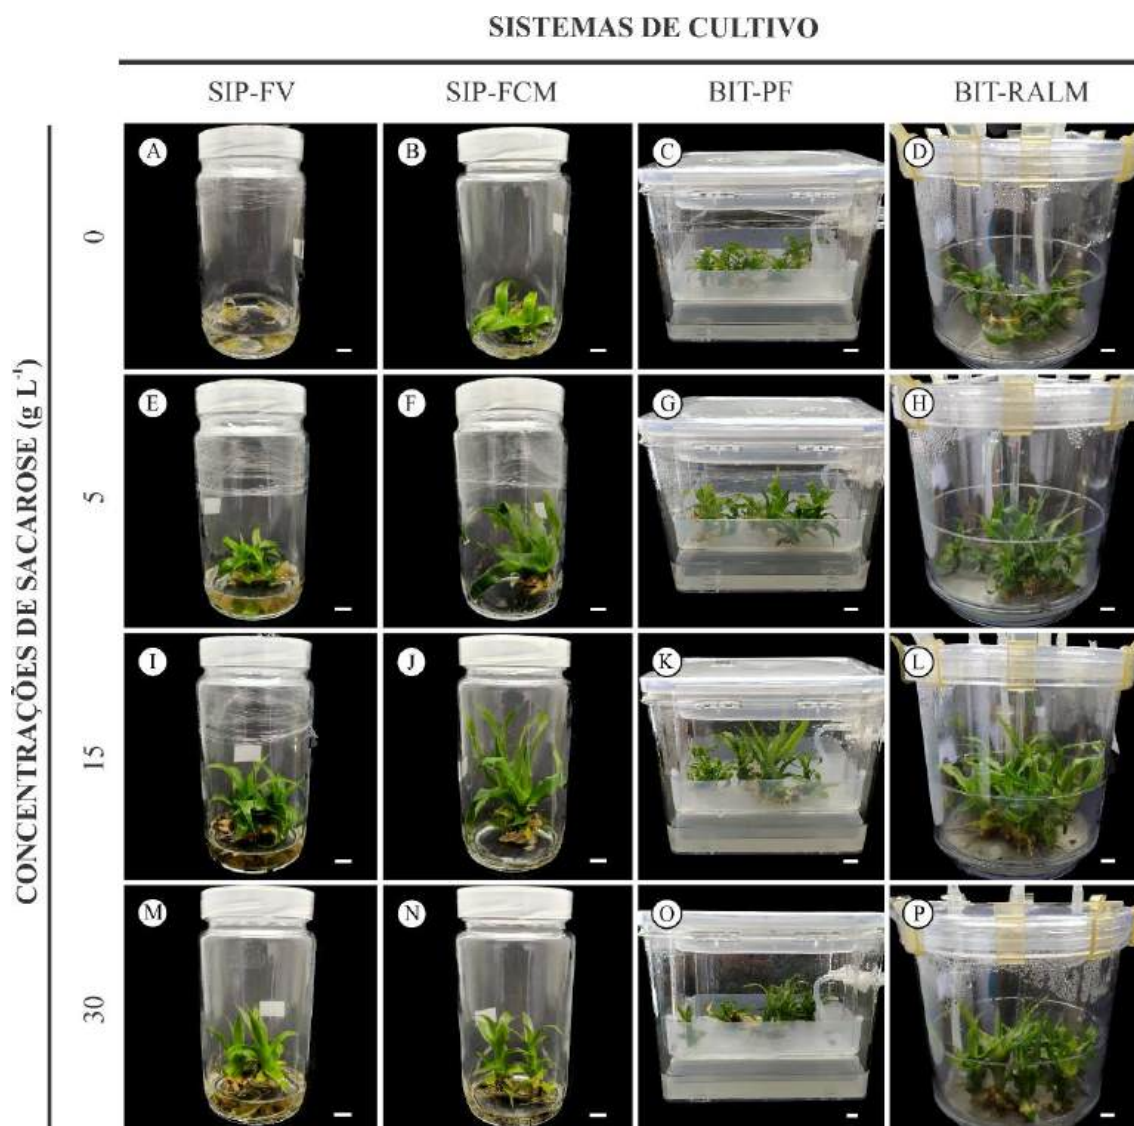 SISTEMAS DE CULTIVO
SIP-FV SIP-FCM BIT-PF BIT-RALM
CONCENTRAÇÕES DE SACAROSE (g L⁻¹)
0
A B C D
5
E F G H
15
I J K L
30
M N O P